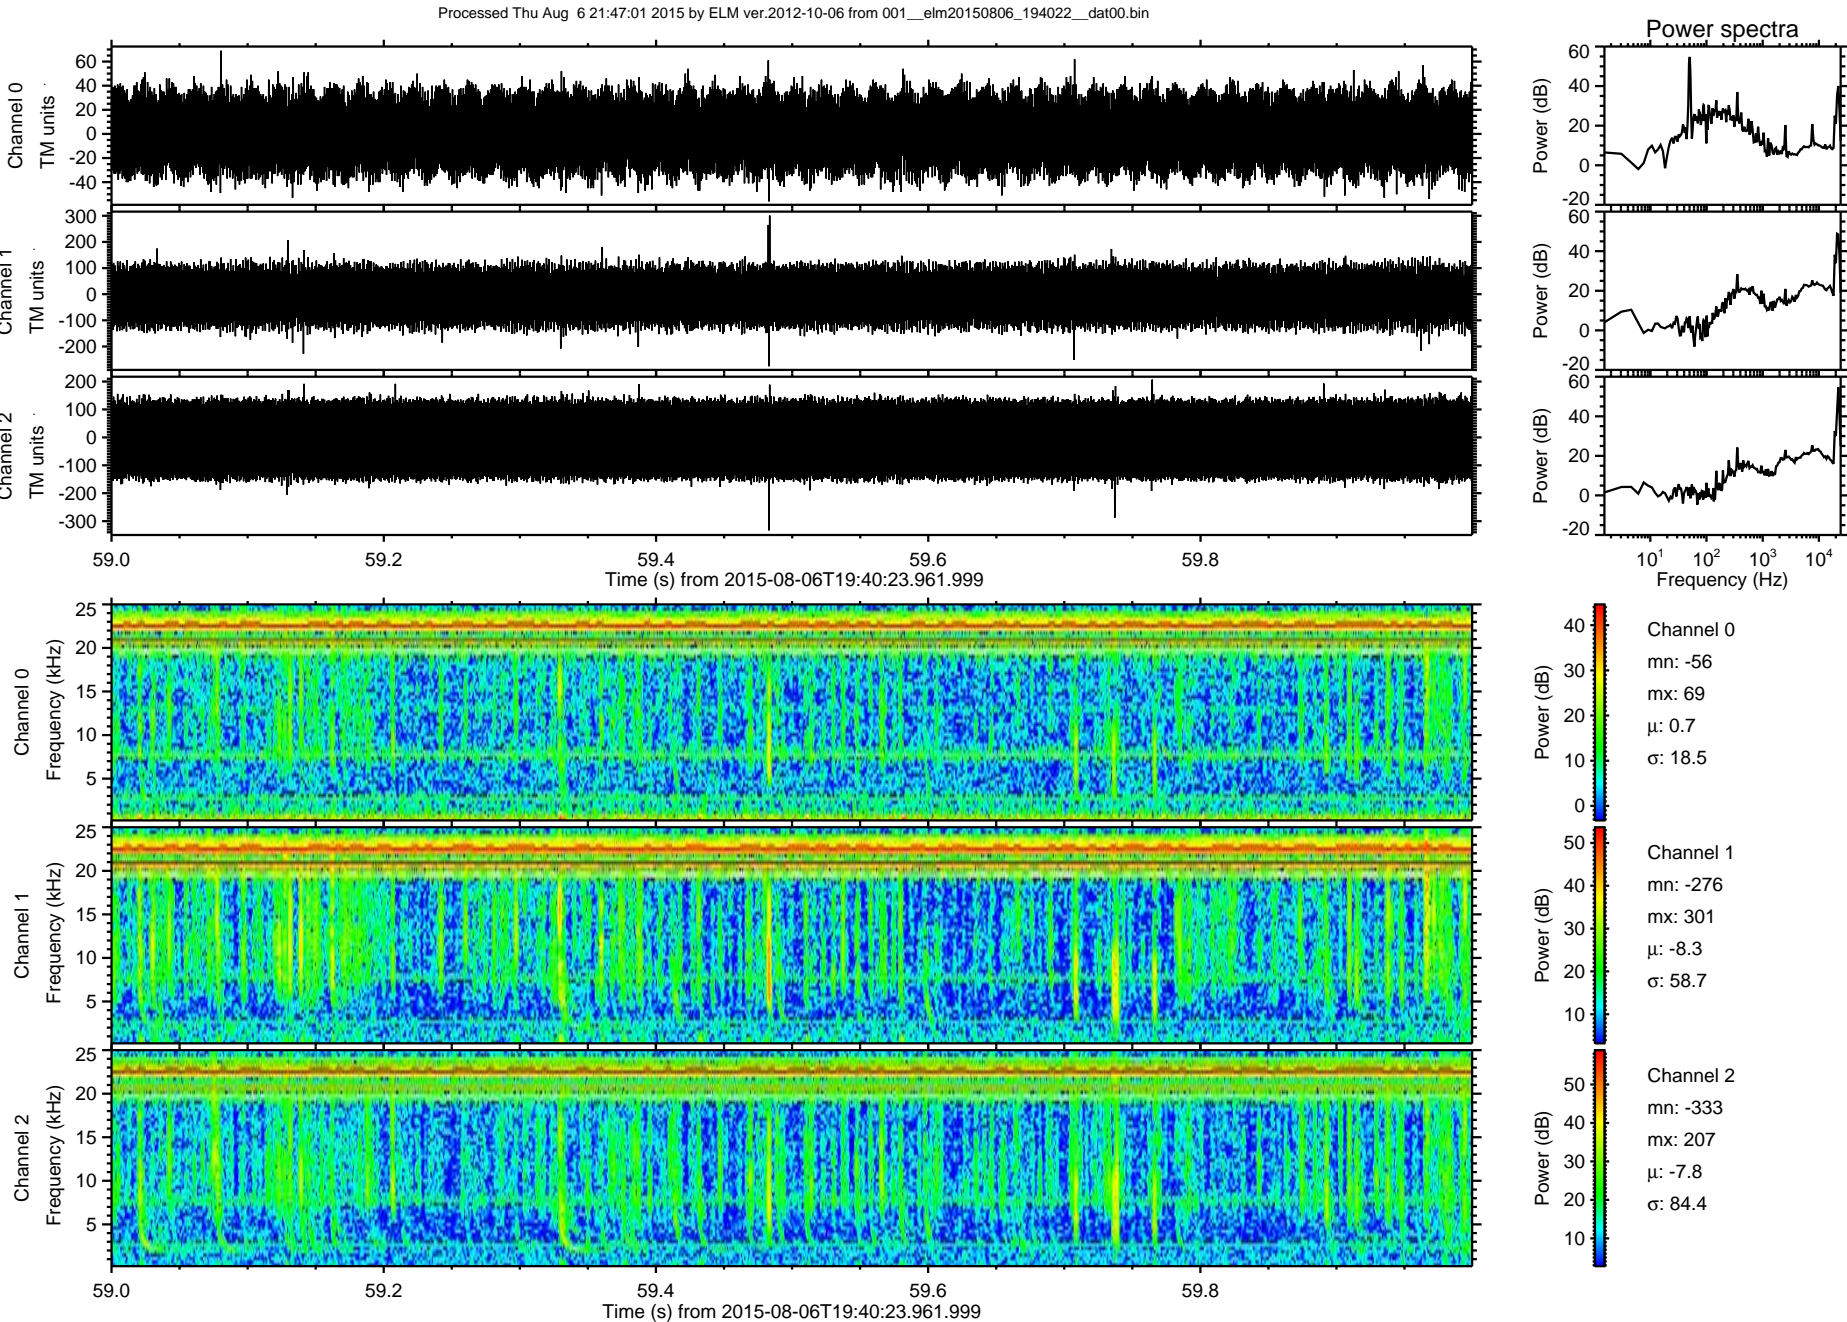 Processed Thu Aug  6 21:47:01 2015 by ELM ver.2012-10-06 from 001__elm20150806_194022__dat00.bin
Power spectra
Channel 0
TM units
60
40
20
0
-20
-40
Power (dB)
60
40
20
0
-20
Channel 1
TM units
300
200
100
0
-100
-200
Power (dB)
60
40
20
0
-20
Channel 2
TM units
200
100
0
-100
-200
-300
Power (dB)
60
40
20
0
-20
59.0 59.2 59.4 59.6 59.8
Time (s) from 2015-08-06T19:40:23.961.999
10¹ 10² 10³ 10⁴
Frequency (Hz)
Channel 0
Frequency (kHz)
25
20
15
10
5
Power (dB)
40
30
20
10
0
Channel 0
mn: -56
mx: 69
μ: 0.7
σ: 18.5
Channel 1
Frequency (kHz)
25
20
15
10
5
Power (dB)
50
40
30
20
10
Channel 1
mn: -276
mx: 301
μ: -8.3
σ: 58.7
Channel 2
Frequency (kHz)
25
20
15
10
5
Power (dB)
50
40
30
20
10
Channel 2
mn: -333
mx: 207
μ: -7.8
σ: 84.4
59.0 59.2 59.4 59.6 59.8
Time (s) from 2015-08-06T19:40:23.961.999